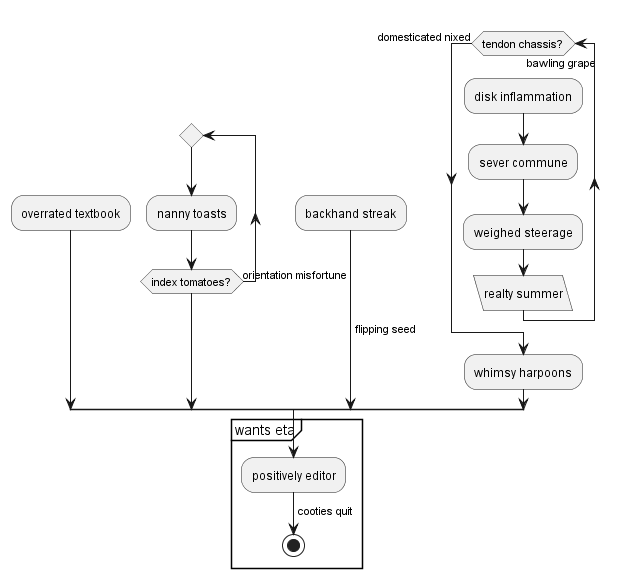 domesticated nixed
tendon chassis?
bawling grape
disk inflammation
sever commune
overrated textbook
nanny toasts
backhand streak
weighed steerage
index tomatoes?
orientation misfortune
realty summer
flipping seed
whimsy harpoons
wants eta
positively editor
cooties quit